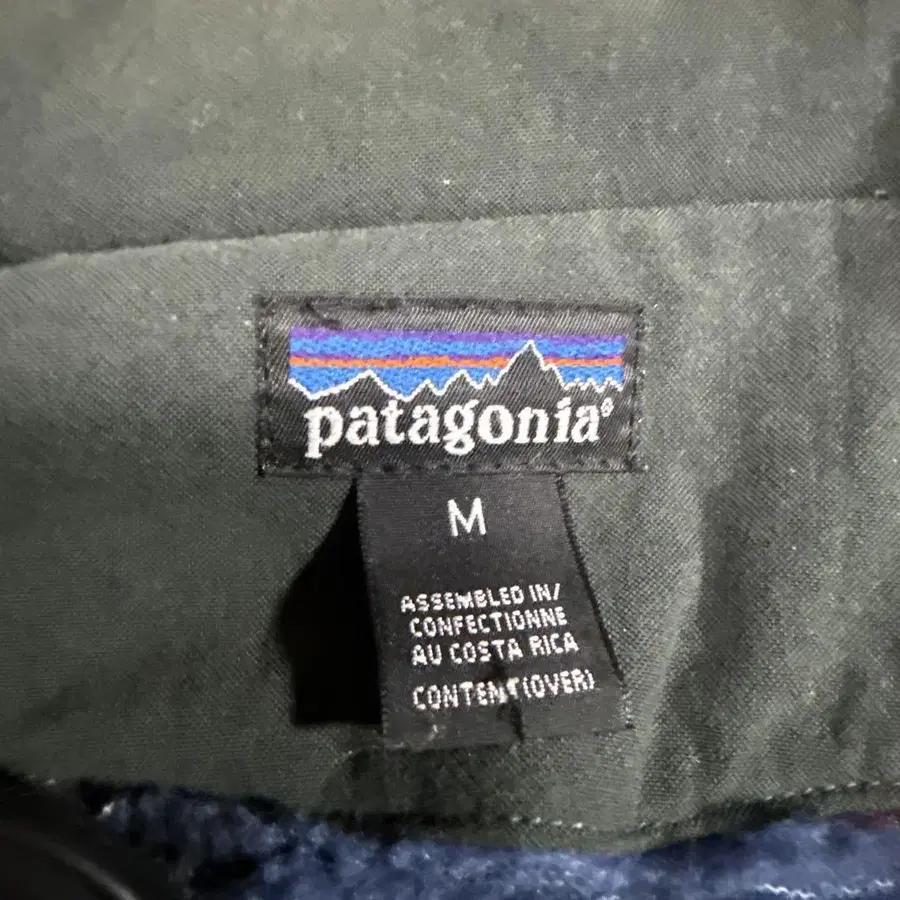 patagonia®
M
ASSEMBLED IN/
CONFECTIONNE
AU COSTA RICA
CONTENT(OVER)